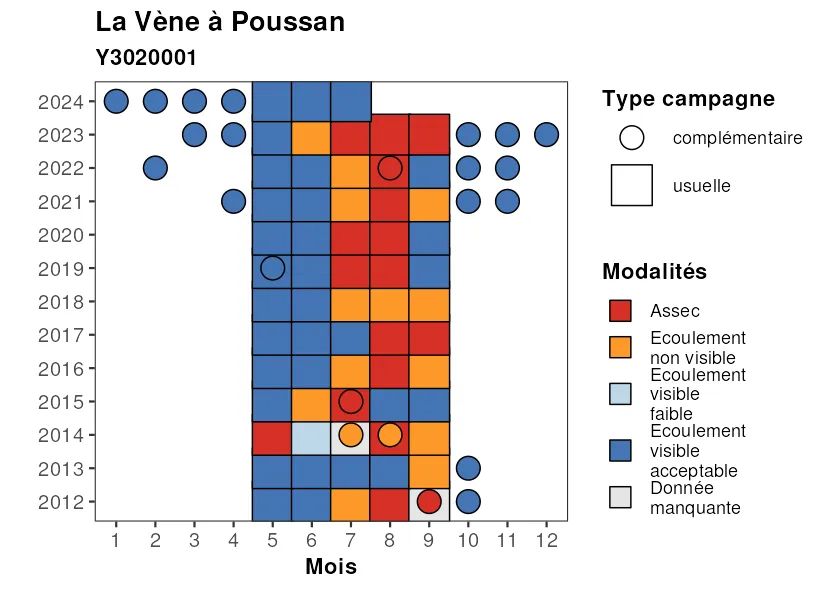 La Vène à Poussan
Y3020001
2024
2023
2022
2021
2020
2019
2018
2017
2016
2015
2014
2013
2012
1 2 3 4 5 6 7 8 9 10 11 12
Mois
Type campagne
complémentaire
usuelle
Modalités
Assec
Ecoulement
non visible
Ecoulement
visible
faible
Ecoulement
visible
acceptable
Donnée
manquante